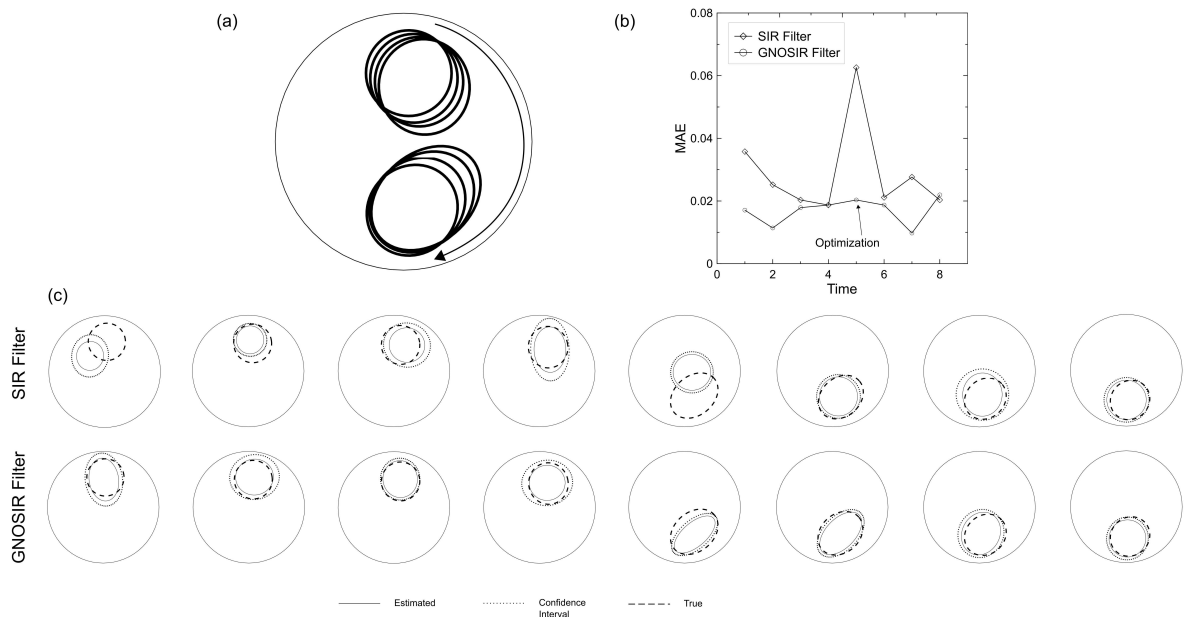 (a)
(b)
0.08
SIR Filter
GNOSIR Filter
0.06
MAE
0.04
0.02
Optimization
0
0
2
4
6
8
Time
(c)
SIR Filter
GNOSIR Filter
Estimated
Confidence
Interval
True